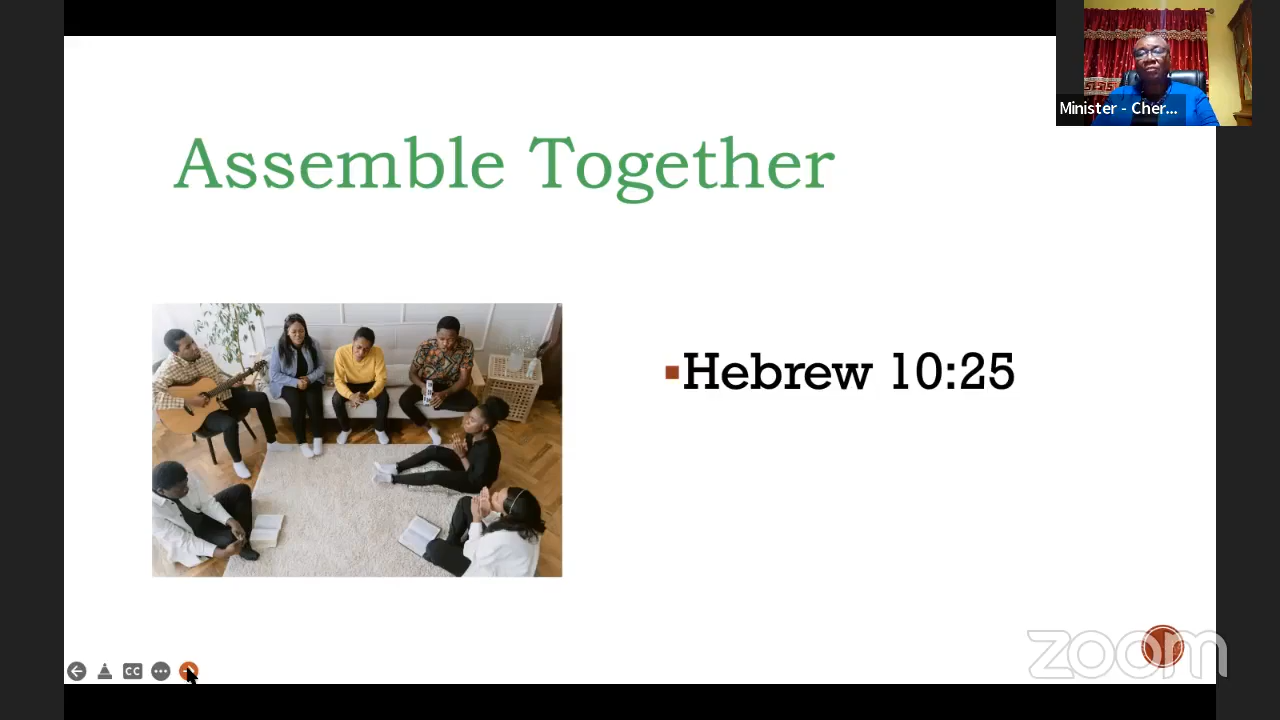 Minister - Cher...
Assemble Together
Hebrew 10:25
CC
zoom